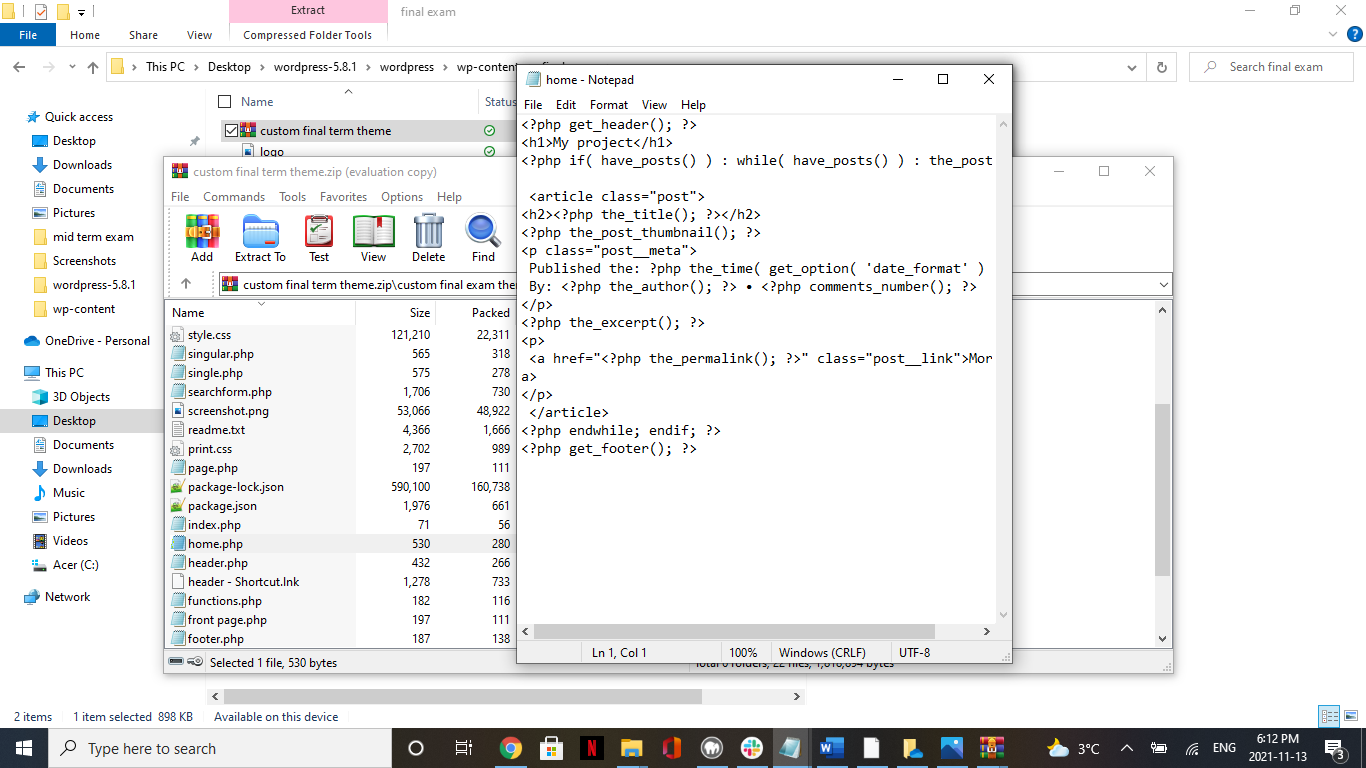 Extract
final exam
File
Home
Share
View
Compressed Folder Tools
This PC
Desktop
wordpress-5.8.1
wordpress
wp-content
Search final exam
Quick access
Desktop
Downloads
Documents
Pictures
mid term exam
Screenshots
wordpress-5.8.1
wp-content
OneDrive - Personal
This PC
3D Objects
Desktop
Documents
Downloads
Music
Pictures
Videos
Acer (C:)
Network
Name
Status
custom final term theme
logo
custom final term theme.zip (evaluation copy)
File Commands Tools Favorites Options Help
Add
Extract To
Test
View
Delete
Find
custom final term theme.zip\custom final exam the
Name Size Packed
style.css 121,210 22,311
singular.php 565 318
single.php 575 278
searchform.php 1,706 730
screenshot.png 53,066 48,922
readme.txt 4,366 1,666
print.css 2,702 989
page.php 197 111
package-lock.json 590,100 160,738
package.json 1,976 661
index.php 71 56
home.php 530 280
header.php 432 266
header - Shortcut.lnk 1,278 733
functions.php 182 116
front page.php 197 111
footer.php 187 138
Selected 1 file, 530 bytes
home - Notepad
File Edit Format View Help
<?php get_header(); ?>
<h1>My project</h1>
<?php if( have_posts() ) : while( have_posts() ) : the_post
<article class="post">
<h2><?php the_title(); ?></h2>
<?php the_post_thumbnail(); ?>
<p class="post__meta">
Published the: ?php the_time( get_option( 'date_format' )
By: <?php the_author(); ?> • <?php comments_number(); ?>
</p>
<?php the_excerpt(); ?>
<p>
<a href="<?php the_permalink(); ?>" class="post__link">Mor
a>
</p>
</article>
<?php endwhile; endif; ?>
<?php get_footer(); ?>
Ln 1, Col 1
100%
Windows (CRLF)
UTF-8
2 items
1 item selected 898 KB
Available on this device
Type here to search
3°C
ENG
6:12 PM
2021-11-13
3